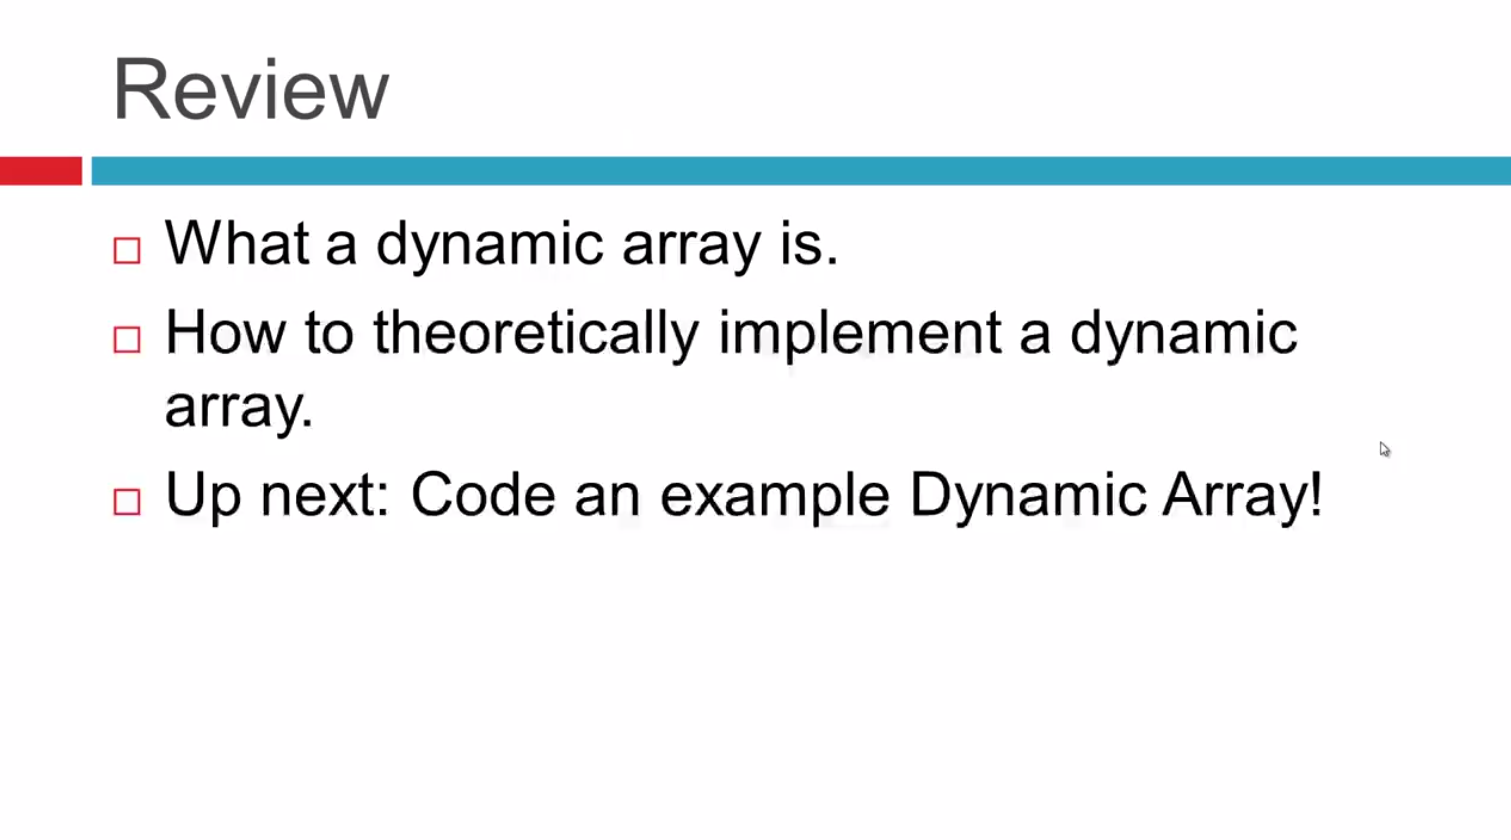 Review
What a dynamic array is.
How to theoretically implement a dynamic
array.
Up next: Code an example Dynamic Array!